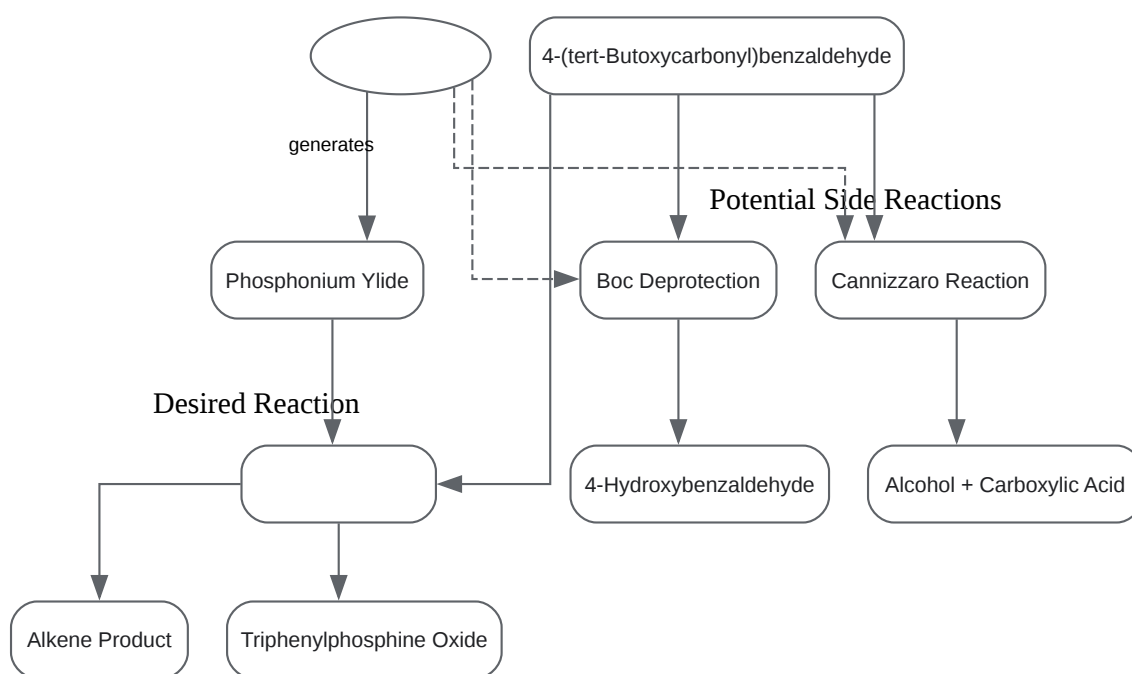 4-(tert-Butoxycarbonyl)benzaldehyde
generates
Potential Side Reactions
Phosphonium Ylide
Boc Deprotection
Cannizzaro Reaction
Desired Reaction
4-Hydroxybenzaldehyde
Alcohol + Carboxylic Acid
Alkene Product
Triphenylphosphine Oxide